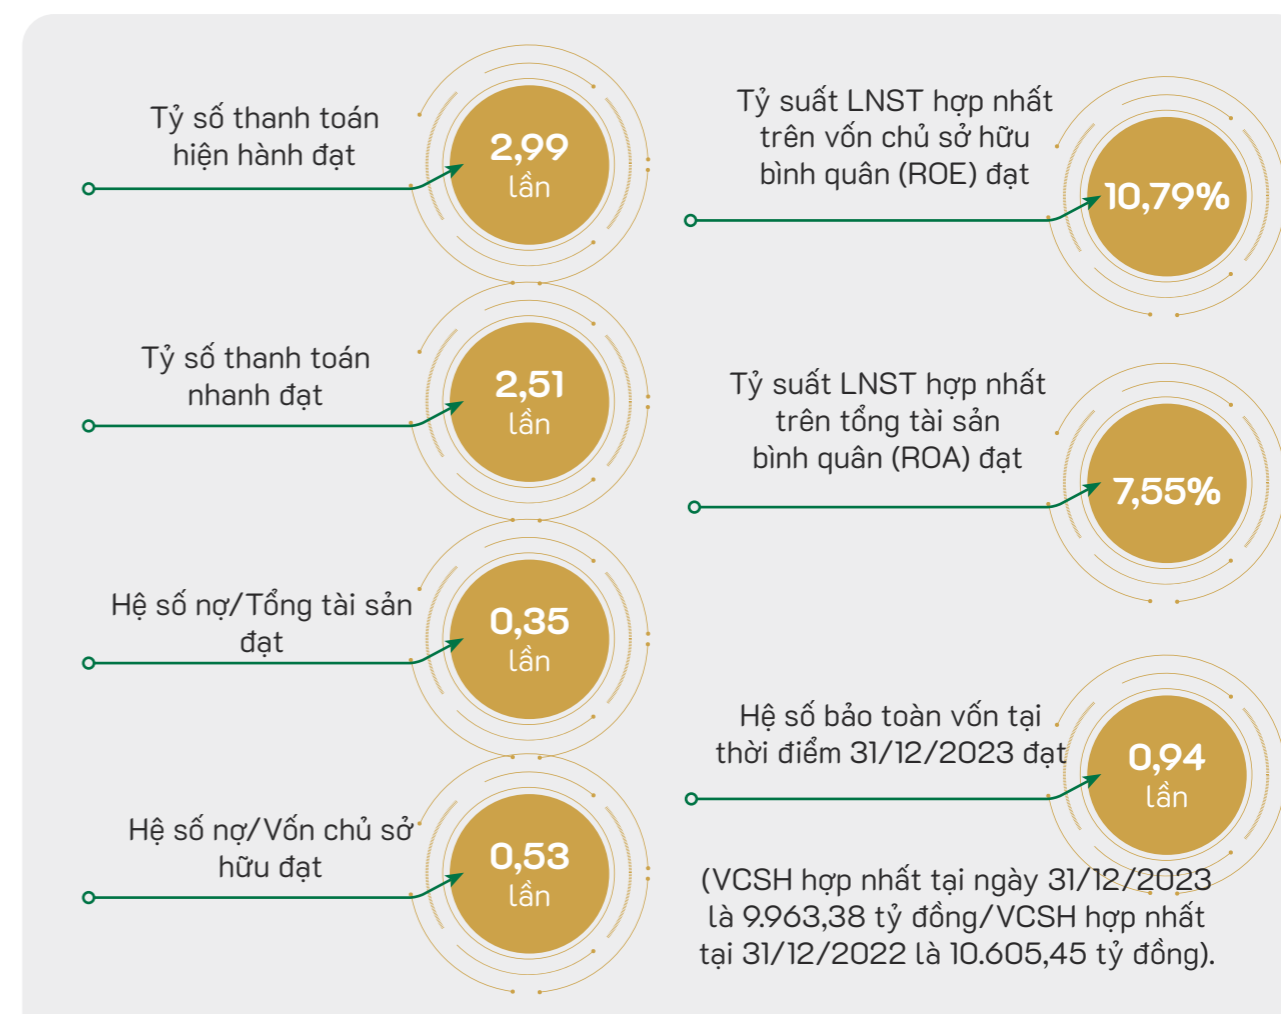 Tỷ số thanh toán
hiện hành đạt
2,99
lần
Tỷ số thanh toán
nhanh đạt
2,51
lần
Hệ số nợ/Tổng tài sản
đạt
0,35
lần
Hệ số nợ/Vốn chủ sở
hữu đạt
0,53
lần
Tỷ suất LNST hợp nhất
trên vốn chủ sở hữu
bình quân (ROE) đạt
10,79%
Tỷ suất LNST hợp nhất
trên tổng tài sản
bình quân (ROA) đạt
7,55%
Hệ số bảo toàn vốn tại
thời điểm 31/12/2023 đạt
0,94
lần
(VCSH hợp nhất tại ngày 31/12/2023
là 9.963,38 tỷ đồng/VCSH hợp nhất
tại 31/12/2022 là 10.605,45 tỷ đồng).